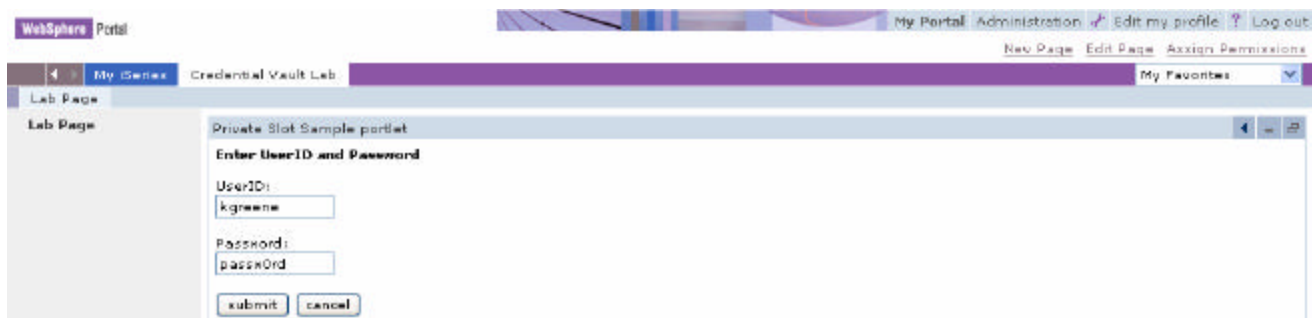 WebSphere Portal
My Portal Administration Edit my profile ? Log out
New Page Edit Page Assign Permissions
My iSeries Credential Vault Lab My Favorites
Lab Page
Lab Page
Private Slot Sample portlet
Enter UserID and Password
UserID:
kgreene
Password:
passw0rd
submit cancel